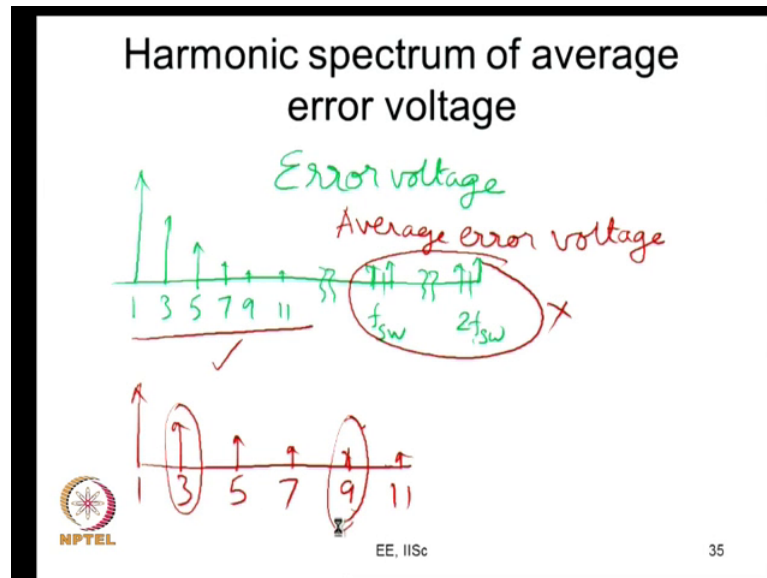 Harmonic spectrum of average
error voltage
Error voltage
Average error voltage
1 3 5 7 9 11 fsw 2fsw
1 3 5 7 9 11
NPTEL
EE, IISc 35